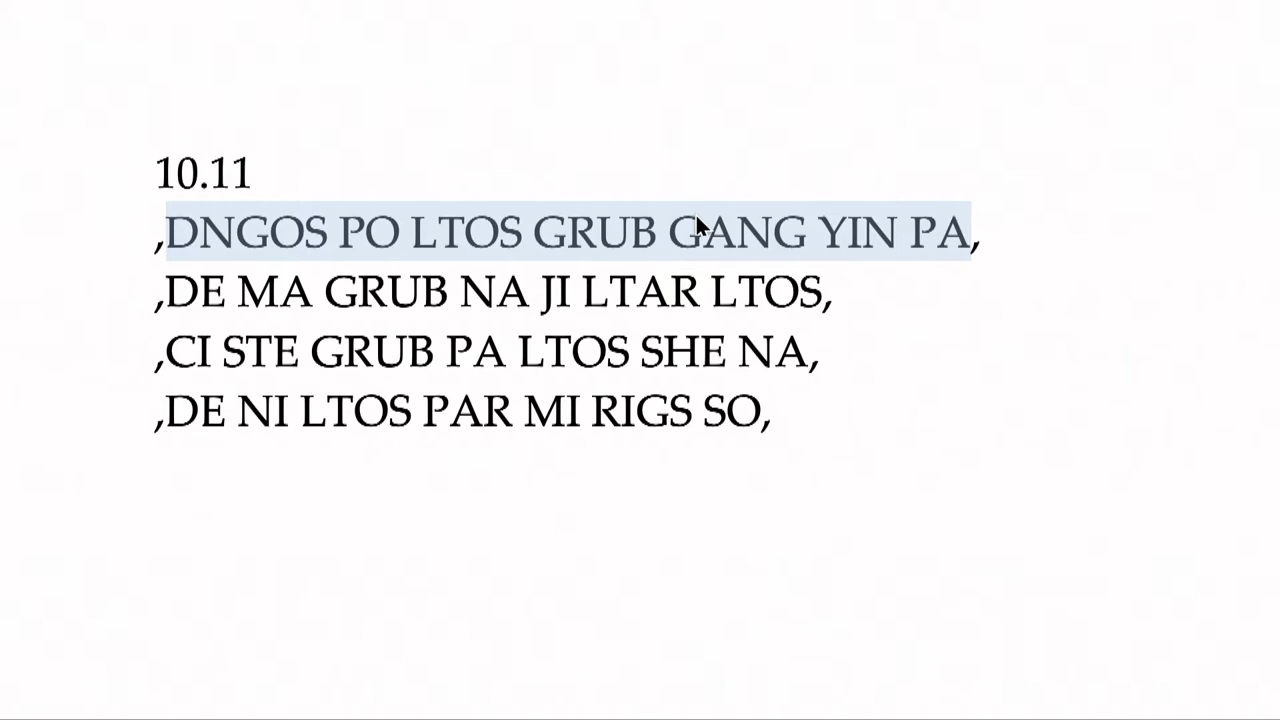 10.11
,DNGOS PO LTOS GRUB GANG YIN PA,
,DE MA GRUB NA JI LTAR LTOS,
,CI STE GRUB PA LTOS SHE NA,
,DE NI LTOS PAR MI RIGS SO,